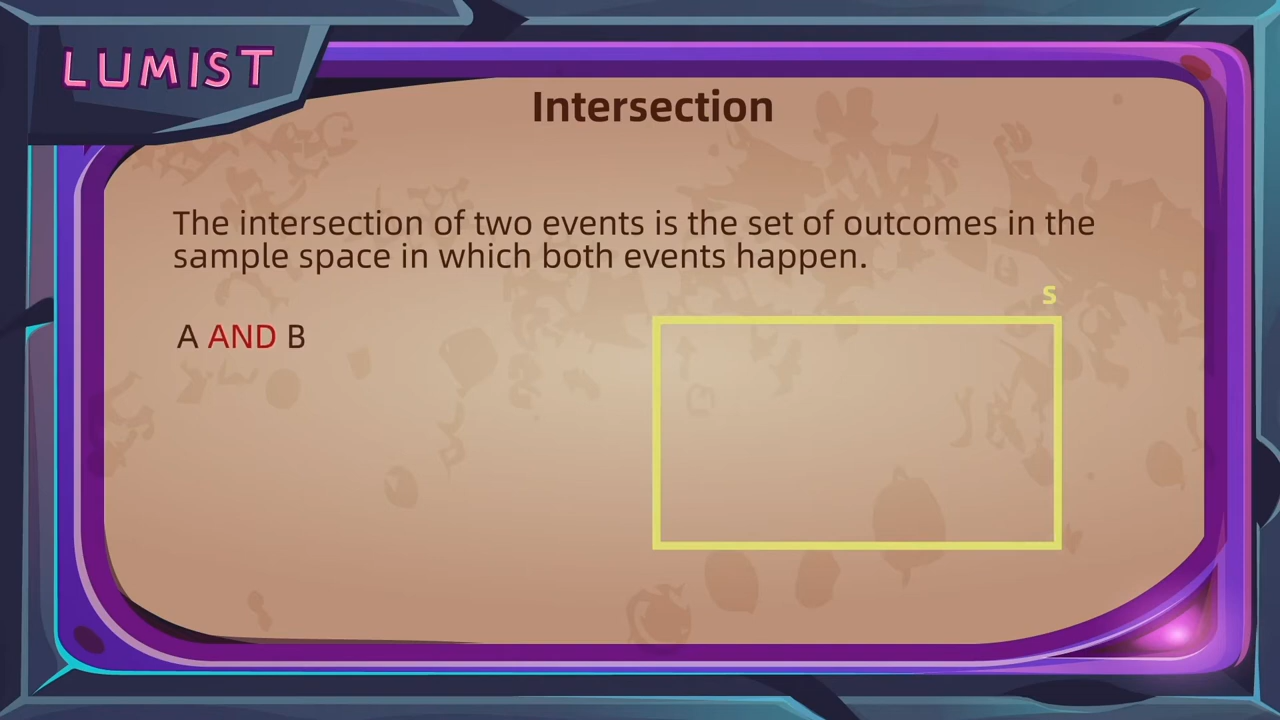 LUMIST
Intersection
The intersection of two events is the set of outcomes in the
sample space in which both events happen.
S
A AND B